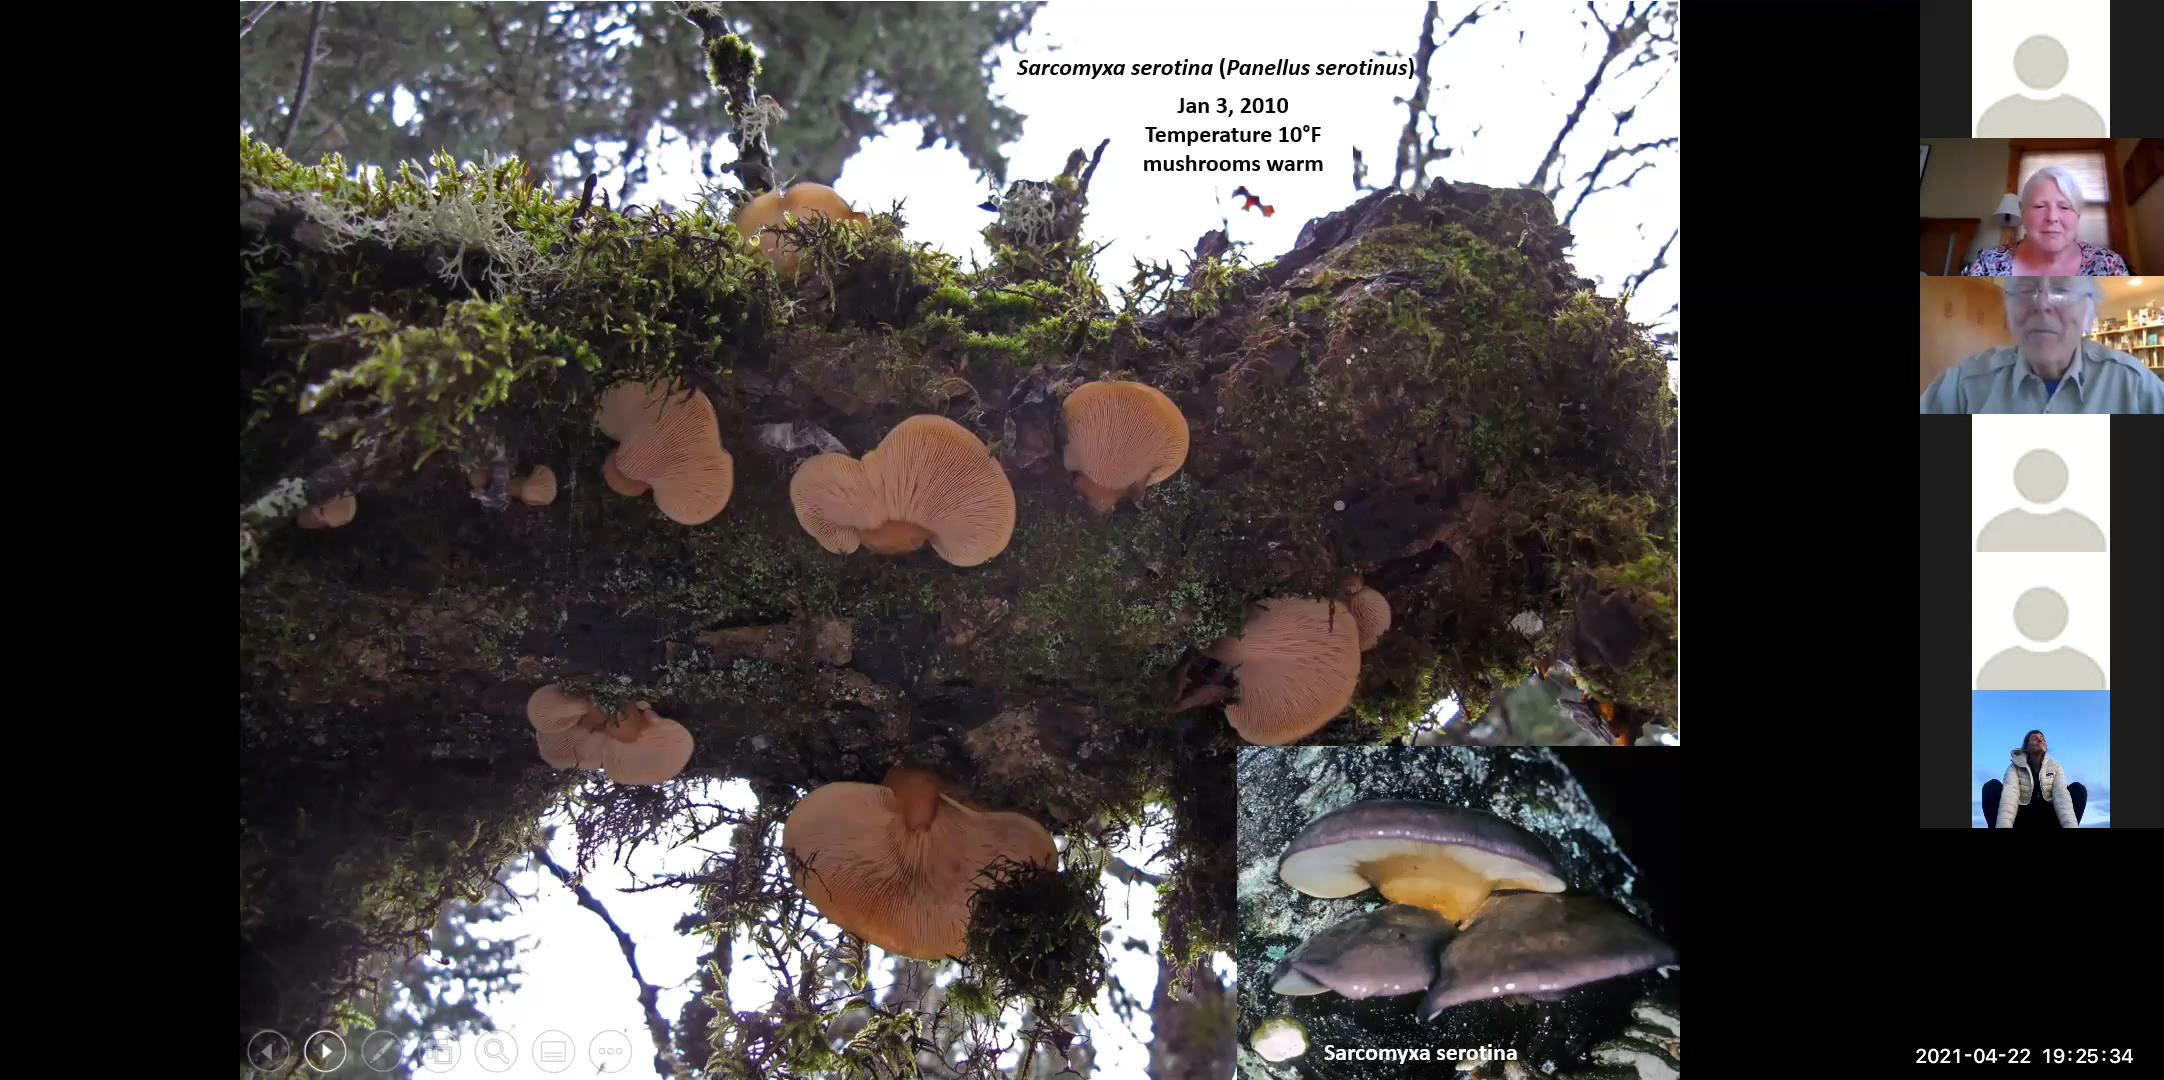 Sarcomyxa serotina (Panellus serotinus)
Jan 3, 2010
Temperature 10°F
mushrooms warm
Sarcomyxa serotina
2021-04-22 19:25:34